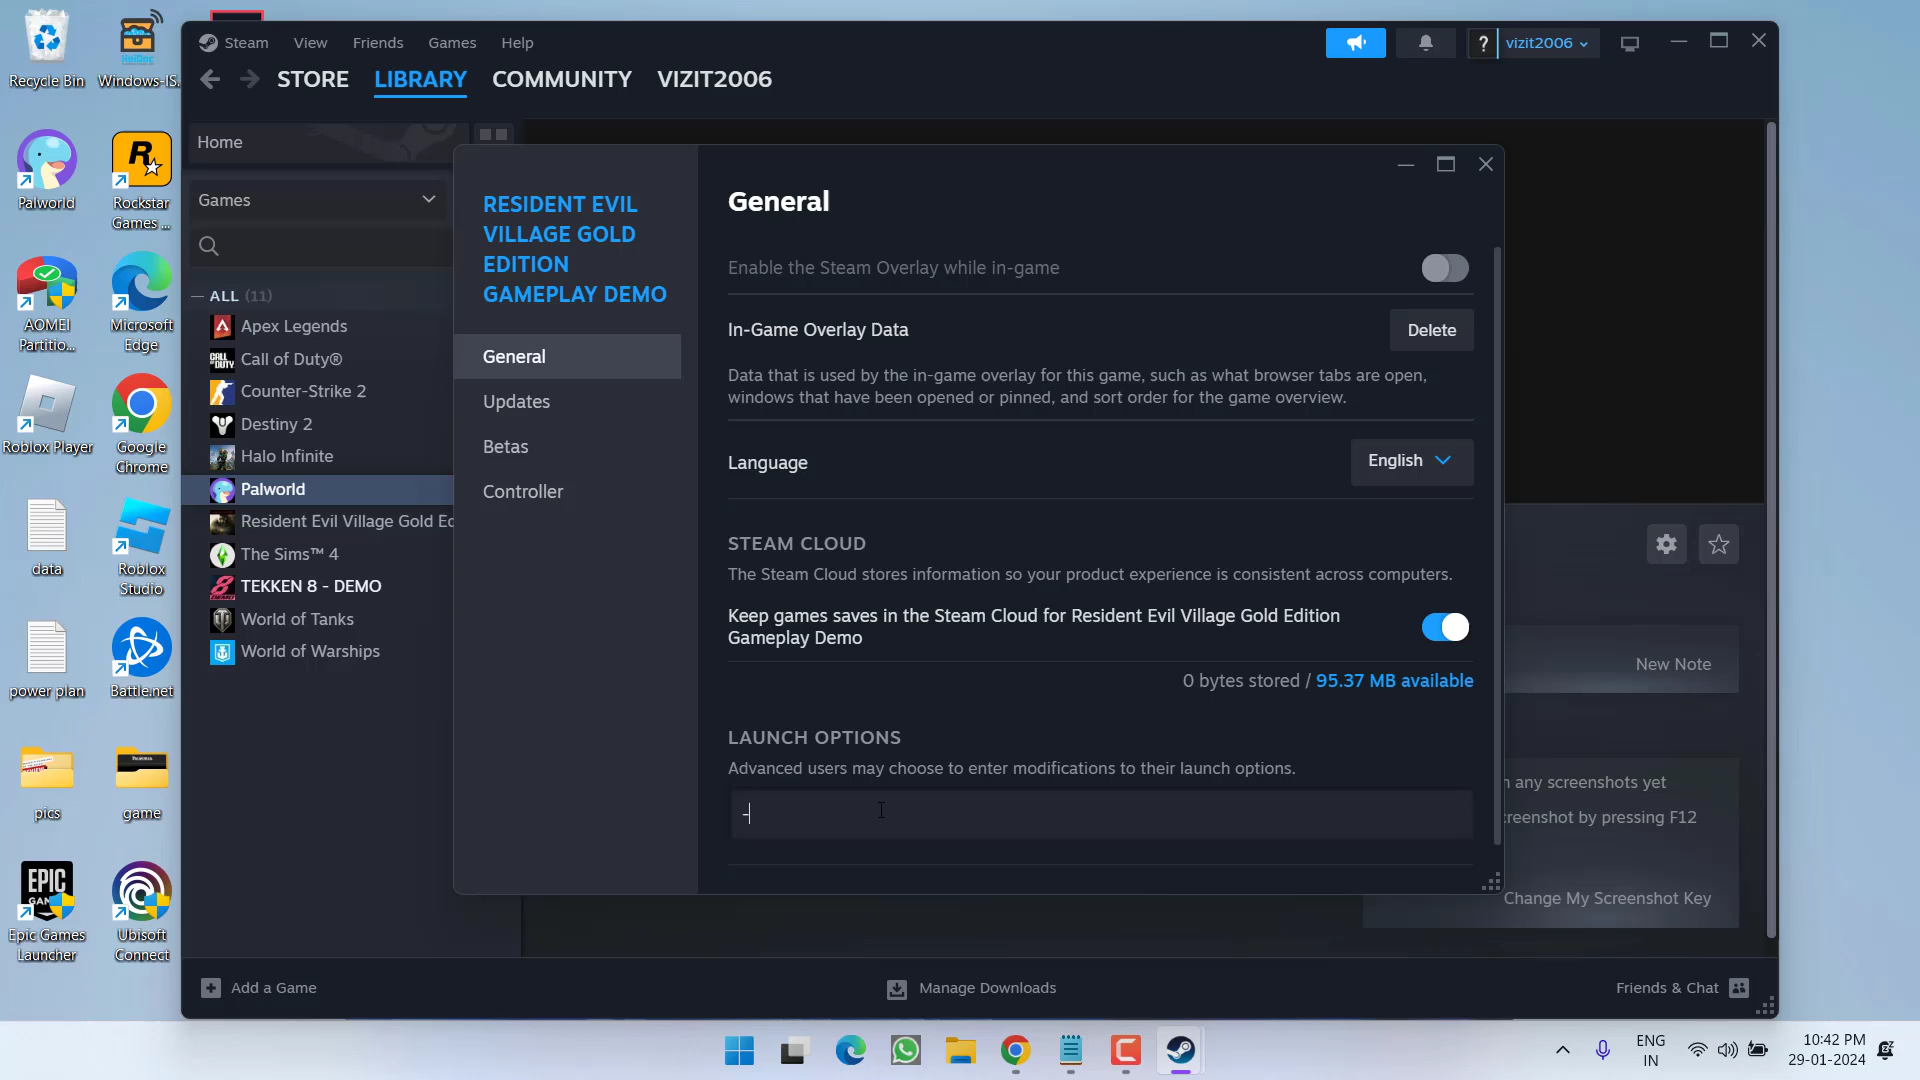 Recycle Bin
Windows-IS.
Palworld
Rockstar
Games ...
AOMEI
Partitio...
Microsoft
Edge
Roblox Player
Google
Chrome
data
Roblox
Studio
power plan
Battle.net
pics
game
Epic Games
Launcher
Ubisoft
Connect
Steam
View
Friends
Games
Help
vizit2006
STORE
LIBRARY
COMMUNITY
VIZIT2006
Home
Games
ALL (11)
Apex Legends
Call of Duty®
Counter-Strike 2
Destiny 2
Halo Infinite
Palworld
Resident Evil Village Gold Ed
The Sims™ 4
TEKKEN 8 - DEMO
World of Tanks
World of Warships
RESIDENT EVIL
VILLAGE GOLD
EDITION
GAMEPLAY DEMO
General
Updates
Betas
Controller
General
Enable the Steam Overlay while in-game
In-Game Overlay Data
Delete
Data that is used by the in-game overlay for this game, such as what browser tabs are open,
windows that have been opened or pinned, and sort order for the game overview.
Language
English
STEAM CLOUD
The Steam Cloud stores information so your product experience is consistent across computers.
Keep games saves in the Steam Cloud for Resident Evil Village Gold Edition
Gameplay Demo
0 bytes stored / 95.37 MB available
LAUNCH OPTIONS
Advanced users may choose to enter modifications to their launch options.
-
New Note
any screenshots yet
creenshot by pressing F12
Change My Screenshot Key
Add a Game
Manage Downloads
Friends & Chat
ENG
IN
10:42 PM
29-01-2024